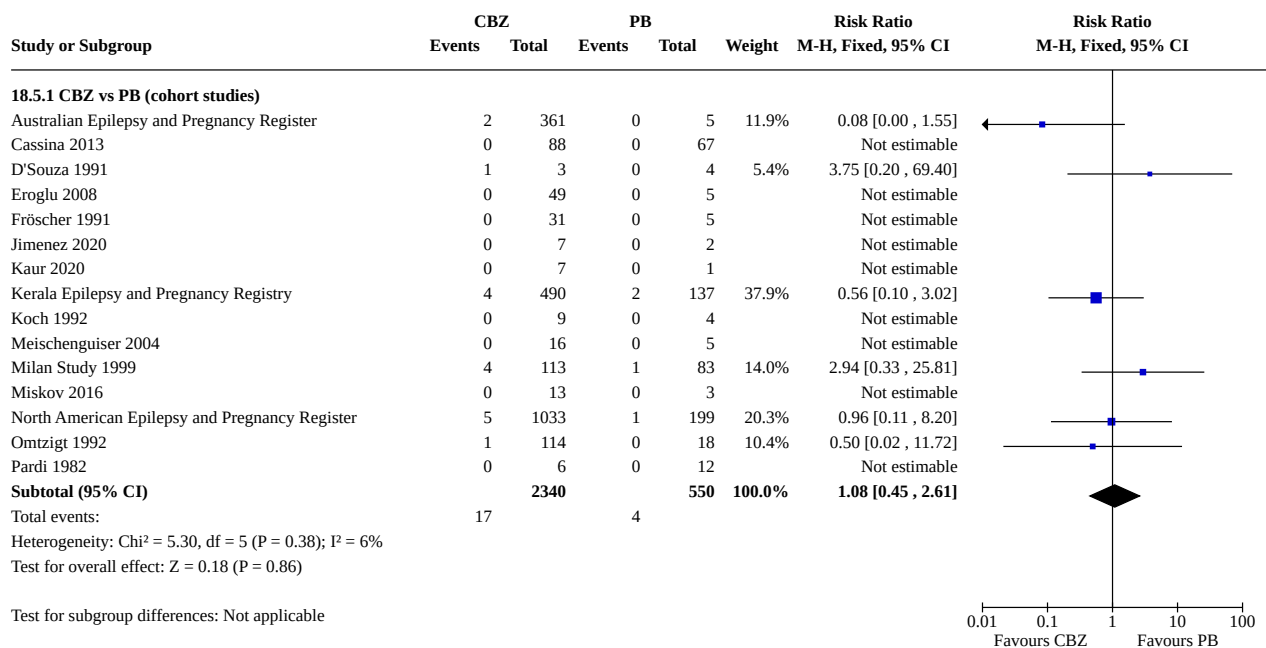 CBZ PB Risk Ratio Risk Ratio
Study or Subgroup Events Total Events Total Weight M-H, Fixed, 95% CI M-H, Fixed, 95% CI
18.5.1 CBZ vs PB (cohort studies)
Australian Epilepsy and Pregnancy Register 2 361 0 5 11.9% 0.08 [0.00 , 1.55]
Cassina 2013 0 88 0 67 Not estimable
D'Souza 1991 1 3 0 4 5.4% 3.75 [0.20 , 69.40]
Eroglu 2008 0 49 0 5 Not estimable
Fröscher 1991 0 31 0 5 Not estimable
Jimenez 2020 0 7 0 2 Not estimable
Kaur 2020 0 7 0 1 Not estimable
Kerala Epilepsy and Pregnancy Registry 4 490 2 137 37.9% 0.56 [0.10 , 3.02]
Koch 1992 0 9 0 4 Not estimable
Meischenguiser 2004 0 16 0 5 Not estimable
Milan Study 1999 4 113 1 83 14.0% 2.94 [0.33 , 25.81]
Miskov 2016 0 13 0 3 Not estimable
North American Epilepsy and Pregnancy Register 5 1033 1 199 20.3% 0.96 [0.11 , 8.20]
Omtzigt 1992 1 114 0 18 10.4% 0.50 [0.02 , 11.72]
Pardi 1982 0 6 0 12 Not estimable
Subtotal (95% CI) 2340 550 100.0% 1.08 [0.45 , 2.61]
Total events: 17 4
Heterogeneity: Chi² = 5.30, df = 5 (P = 0.38); I² = 6%
Test for overall effect: Z = 0.18 (P = 0.86)
Test for subgroup differences: Not applicable
0.01 0.1 1 10 100
Favours CBZ Favours PB